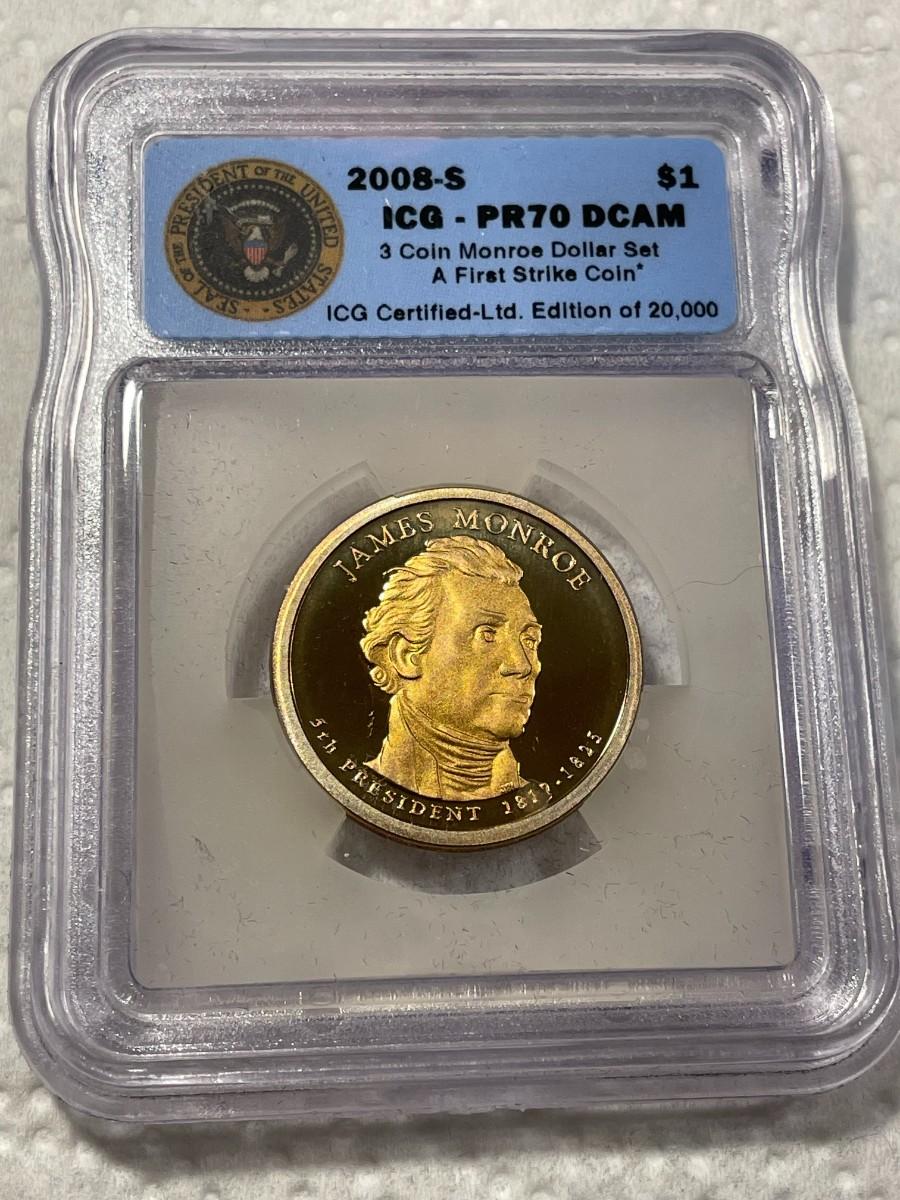 SEAL OF THE PRESIDENT OF THE UNITED STATES
2008-S $1
ICG - PR70 DCAM
3 Coin Monroe Dollar Set
A First Strike Coin*
ICG Certified-Ltd. Edition of 20,000
JAMES MONROE
5th PRESIDENT 1817-1825